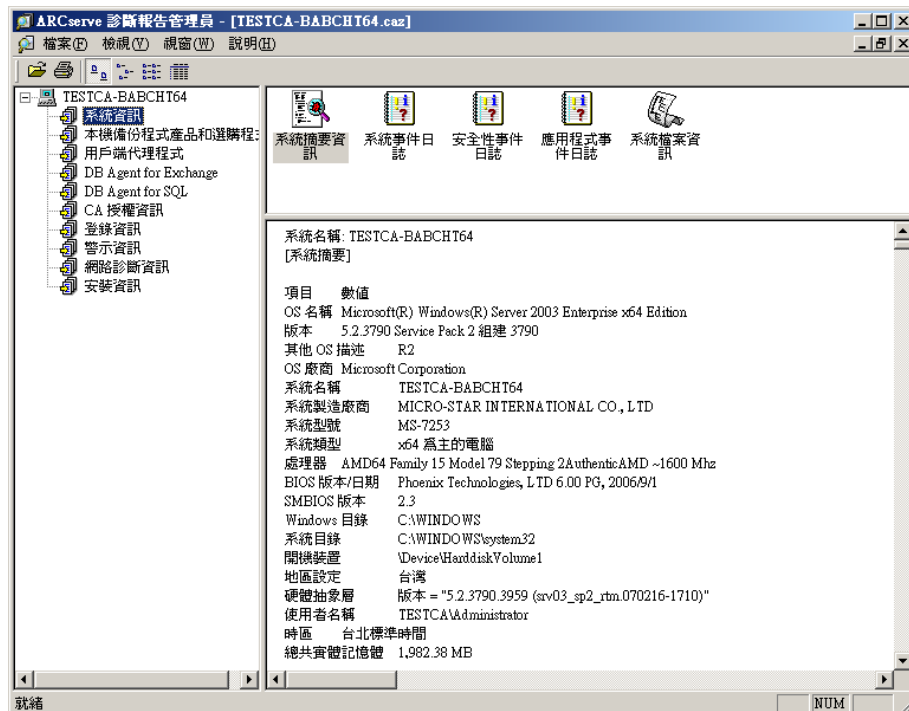 ARCserve 診斷報告管理員 - [TESTCA-BABCHT64.caz]
檔案(F) 檢視(Y) 視窗(W) 說明(H)
TESTCA-BABCHT64
系統資訊
本機備份程式產品和選購程
用戶端代理程式
DB Agent for Exchange
DB Agent for SQL
CA 授權資訊
登錄資訊
警示資訊
網路診斷資訊
安裝資訊
系統摘要資訊
系統事件日誌
安全性事件日誌
應用程式事件日誌
系統檔案資訊
系統名稱: TESTCA-BABCHT64
[系統摘要]
項目 數值
OS 名稱 Microsoft(R) Windows(R) Server 2003 Enterprise x64 Edition
版本 5.2.3790 Service Pack 2 組建 3790
其他 OS 描述 R2
OS 廠商 Microsoft Corporation
系統名稱 TESTCA-BABCHT64
系統製造廠商 MICRO-STAR INTERNATIONAL CO., LTD
系統型號 MS-7253
系統類型 x64 為主的電腦
處理器 AMD64 Family 15 Model 79 Stepping 2AuthenticAMD ~1600 Mhz
BIOS 版本/日期 Phoenix Technologies, LTD 6.00 PG, 2006/9/1
SMBIOS 版本 2.3
Windows 目錄 C:\WINDOWS
系統目錄 C:\WINDOWS\system32
開機裝置 \Device\HarddiskVolume1
地區設定 台灣
硬體抽象層 版本 = "5.2.3790.3959 (srv03_sp2_rtm.070216-1710)"
使用者名稱 TESTCA\Administrator
時區 台北標準時間
總共實體記憶體 1,982.38 MB
就緒
NUM